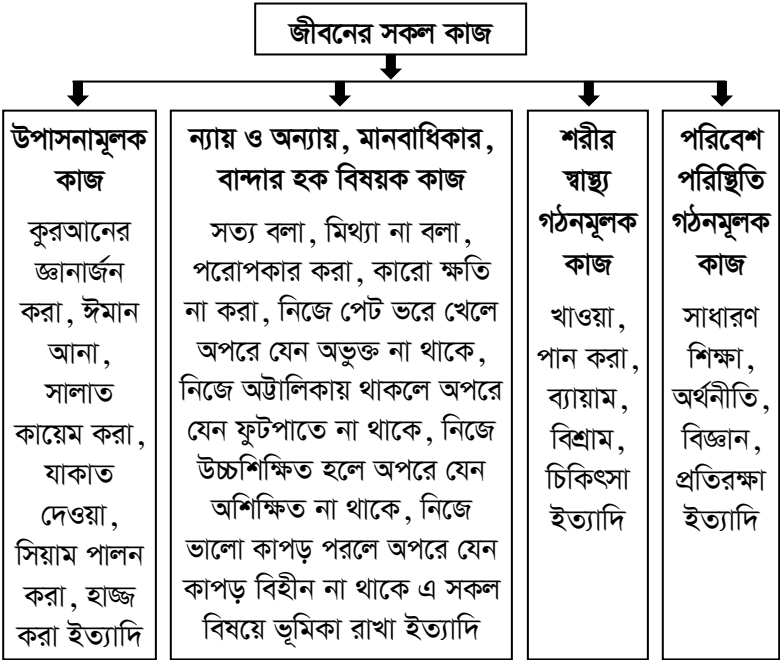 জীবনের সকল কাজ
উপাসনামূলক
কাজ
কুরআনের
জ্ঞানার্জন
করা, ঈমান
আনা,
সালাত
কায়েম করা,
যাকাত
দেওয়া,
সিয়াম পালন
করা, হাজ্জ
করা ইত্যাদি
ন্যায় ও অন্যায়, মানবাধিকার,
বান্দার হক বিষয়ক কাজ
সত্য বলা, মিথ্যা না বলা,
পরোপকার করা, কারো ক্ষতি
না করা, নিজে পেট ভরে খেলে
অপরে যেন অভুক্ত না থাকে,
নিজে অট্টালিকায় থাকলে অপরে
যেন ফুটপাতে না থাকে, নিজে
উচ্চশিক্ষিত হলে অপরে যেন
অশিক্ষিত না থাকে, নিজে
ভালো কাপড় পরলে অপরে যেন
কাপড় বিহীন না থাকে এ সকল
বিষয়ে ভূমিকা রাখা ইত্যাদি
শরীর
স্বাস্থ্য
গঠনমূলক
কাজ
খাওয়া,
পান করা,
ব্যায়াম,
বিশ্রাম,
চিকিৎসা
ইত্যাদি
পরিবেশ
পরিস্থিতি
গঠনমূলক
কাজ
সাধারণ
শিক্ষা,
অর্থনীতি,
বিজ্ঞান,
প্রতিরক্ষা
ইত্যাদি